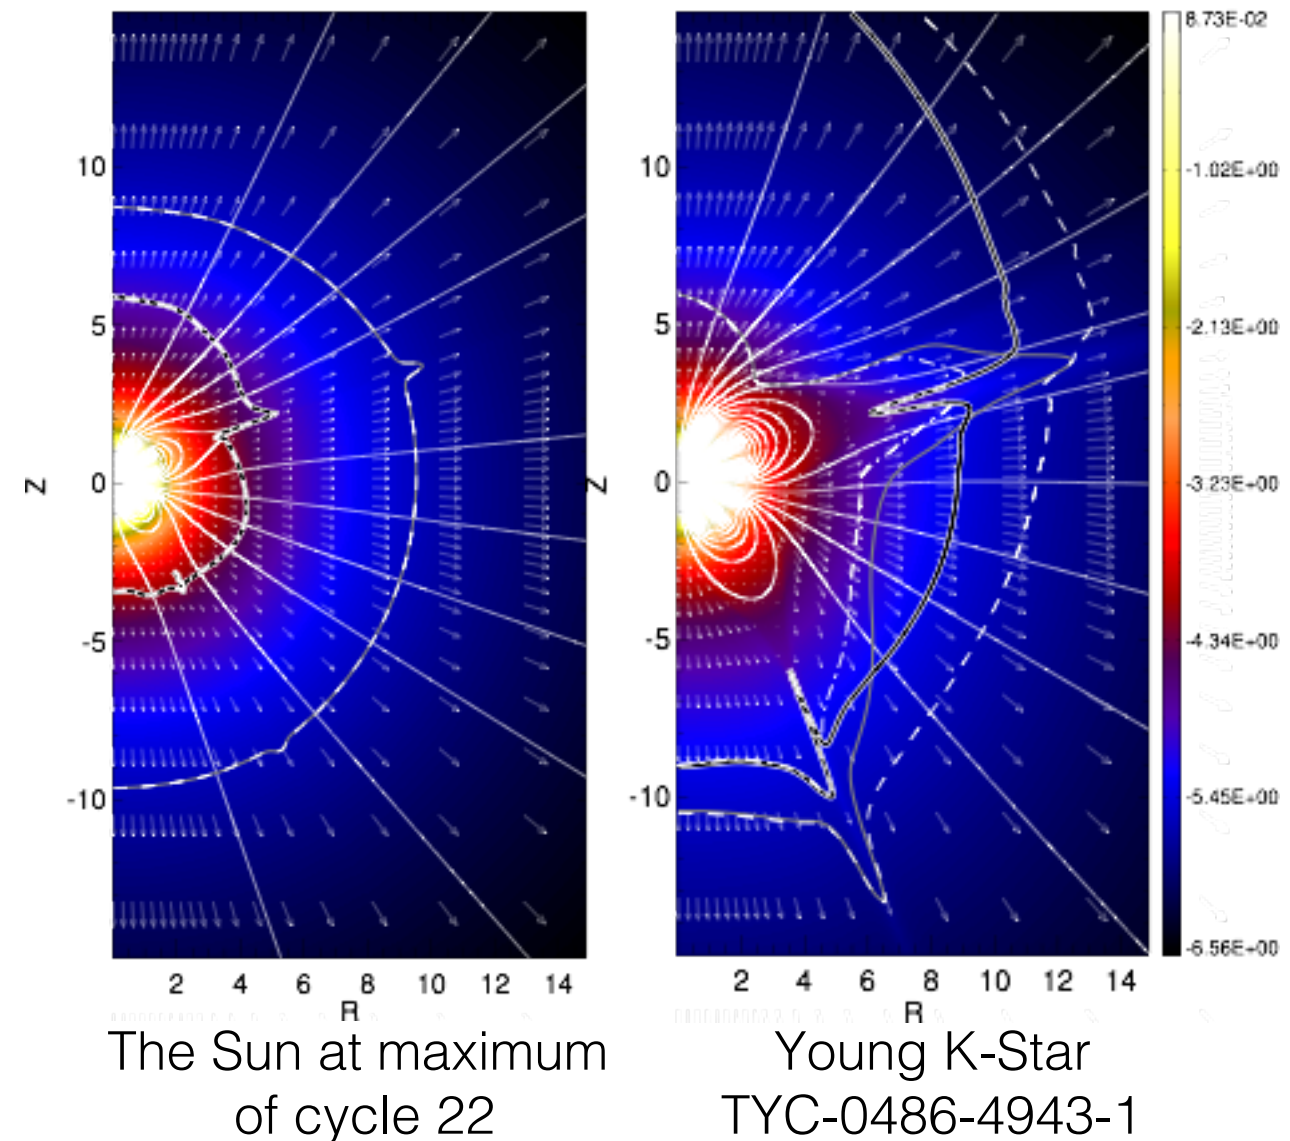 8.73E-02
-1.02E+00
-2.13E+00
-3.23E+00
-4.34E+00
-5.45E+00
-6.56E+00
10
5
0
-5
-10
Z
2 4 6 8 10 12 14
R
10
5
0
-5
-10
Z
2 4 6 8 10 12 14
R
The Sun at maximum
of cycle 22
Young K-Star
TYC-0486-4943-1